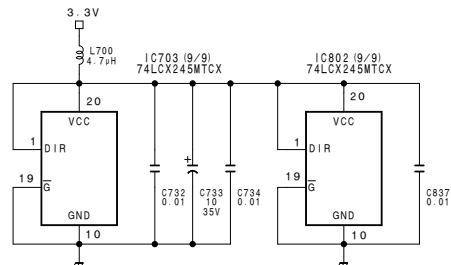 3.3V
L700
4.7μH
IC703 (9/9)
74LCX245MTCX
IC802 (9/9)
74LCX245MTCX
20
VCC
1
DIR
19
G
GND
10
C732
0.01
C733
10
35V
C734
0.01
20
VCC
1
DIR
19
G
GND
10
C837
0.01